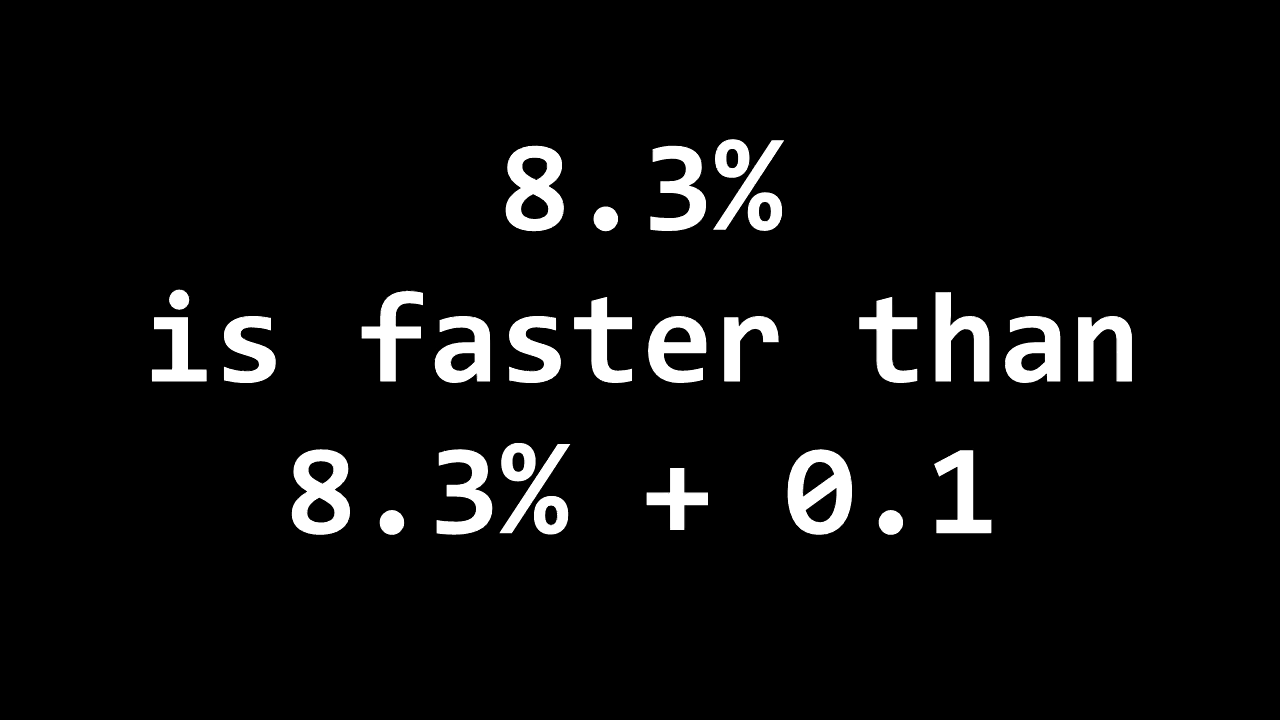 8.3%
is faster than
8.3% + 0.1